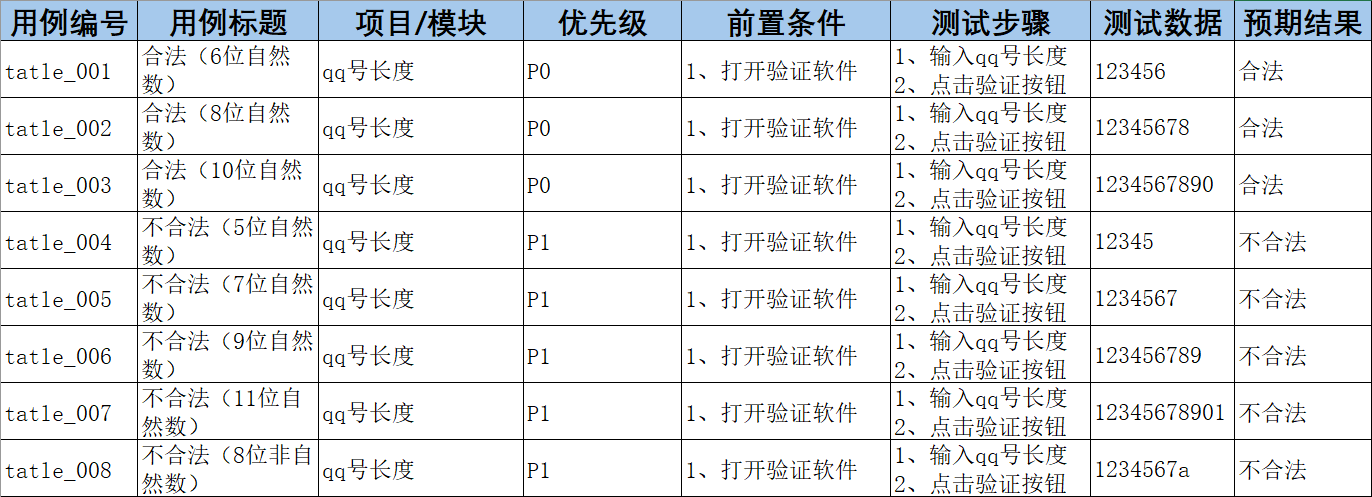 用例编号 用例标题 项目/模块 优先级 前置条件 测试步骤 测试数据 预期结果
tatle_001 合法（6位自然数） qq号长度 P0 1、打开验证软件 1、输入qq号长度 2、点击验证按钮 123456 合法
tatle_002 合法（8位自然数） qq号长度 P0 1、打开验证软件 1、输入qq号长度 2、点击验证按钮 12345678 合法
tatle_003 合法（10位自然数） qq号长度 P0 1、打开验证软件 1、输入qq号长度 2、点击验证按钮 1234567890 合法
tatle_004 不合法（5位自然数） qq号长度 P1 1、打开验证软件 1、输入qq号长度 2、点击验证按钮 12345 不合法
tatle_005 不合法（7位自然数） qq号长度 P1 1、打开验证软件 1、输入qq号长度 2、点击验证按钮 1234567 不合法
tatle_006 不合法（9位自然数） qq号长度 P1 1、打开验证软件 1、输入qq号长度 2、点击验证按钮 123456789 不合法
tatle_007 不合法（11位自然数） qq号长度 P1 1、打开验证软件 1、输入qq号长度 2、点击验证按钮 12345678901 不合法
tatle_008 不合法（8位非自然数） qq号长度 P1 1、打开验证软件 1、输入qq号长度 2、点击验证按钮 1234567a 不合法